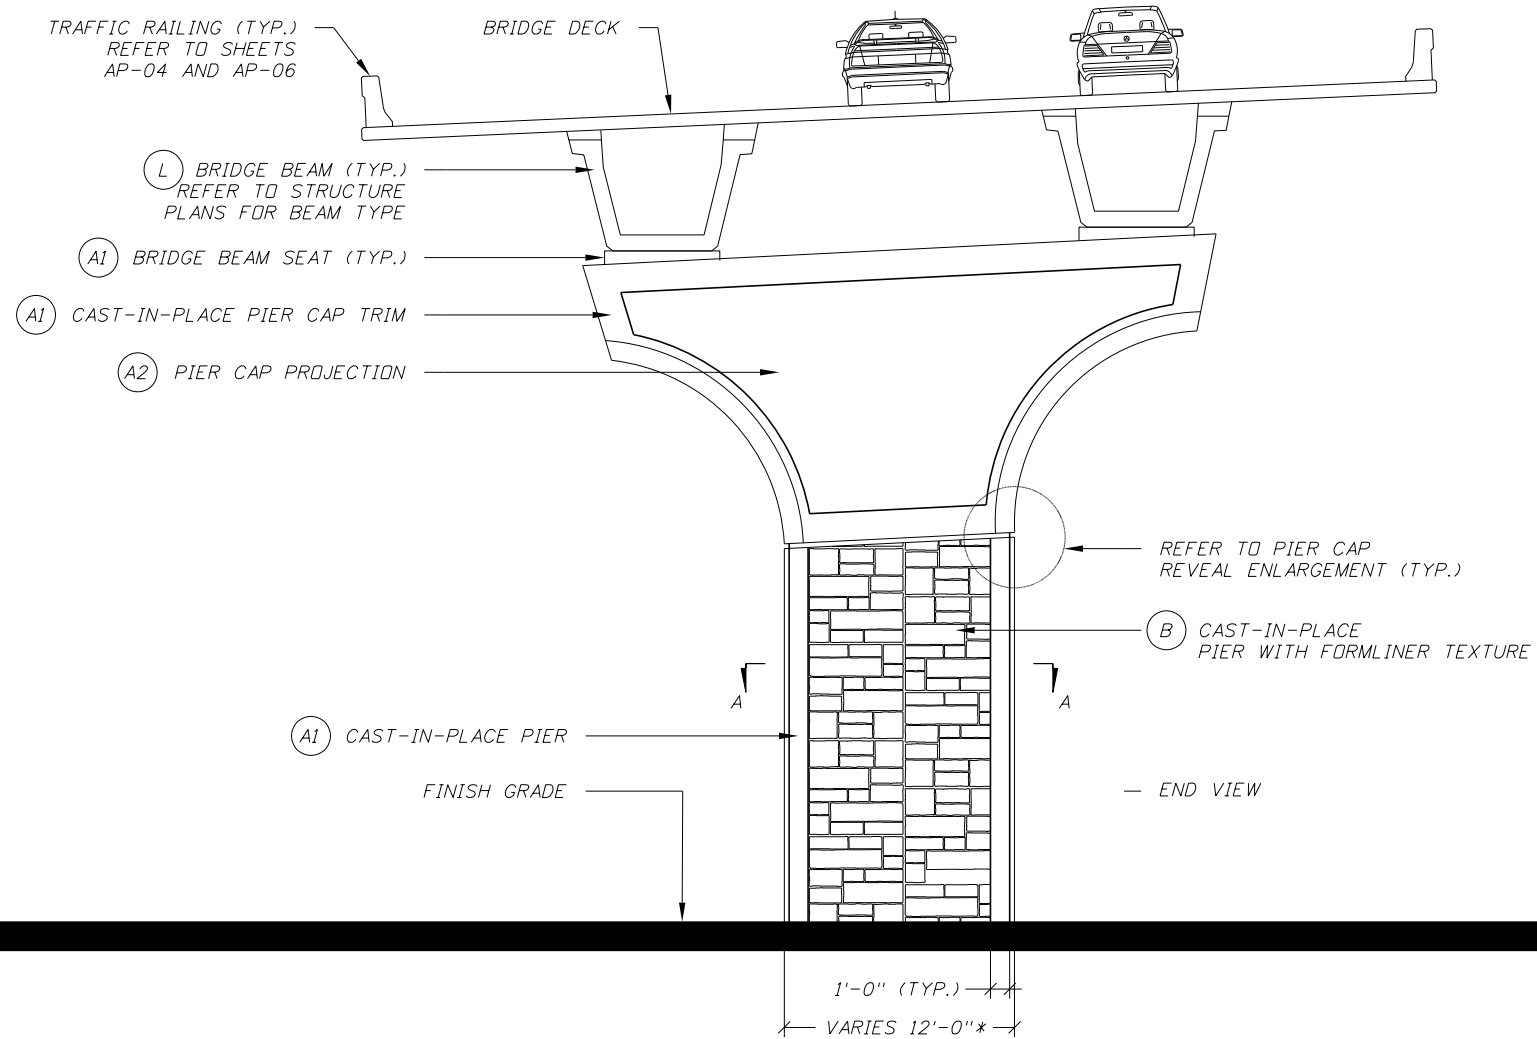 TRAFFIC RAILING (TYP.)
REFER TO SHEETS
AP-04 AND AP-06
BRIDGE DECK
L BRIDGE BEAM (TYP.)
REFER TO STRUCTURE
PLANS FOR BEAM TYPE
A1 BRIDGE BEAM SEAT (TYP.)
A1 CAST-IN-PLACE PIER CAP TRIM
A2 PIER CAP PROJECTION
REFER TO PIER CAP
REVEAL ENLARGEMENT (TYP.)
B CAST-IN-PLACE
PIER WITH FORMLINER TEXTURE
A
A
A1 CAST-IN-PLACE PIER
FINISH GRADE
END VIEW
1'-0" (TYP.)
VARIES 12'-0"*